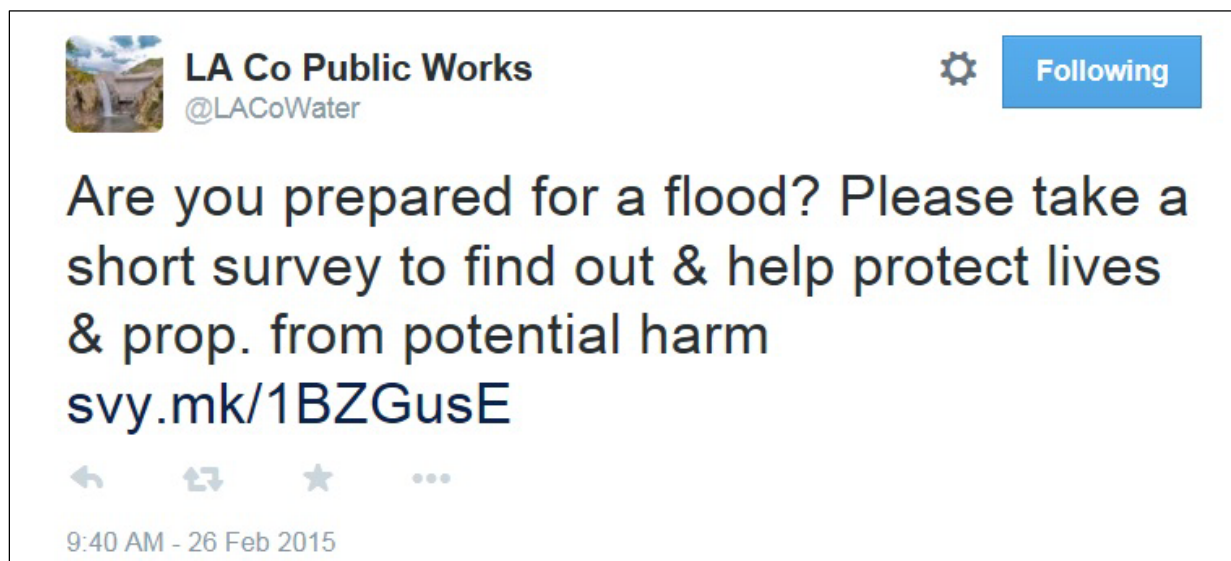 LA Co Public Works
@LACoWater
Following
Are you prepared for a flood? Please take a
short survey to find out & help protect lives
& prop. from potential harm
svy.mk/1BZGusE
9:40 AM - 26 Feb 2015